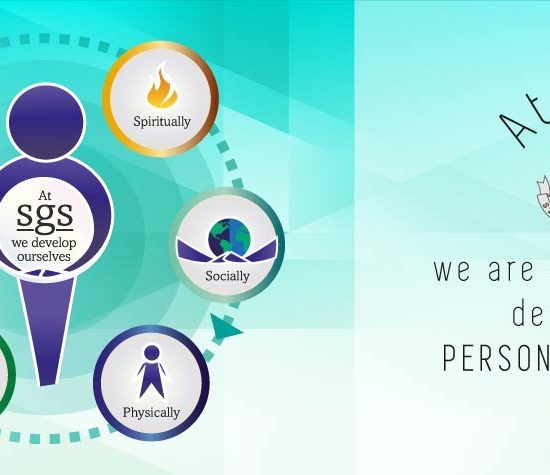 Spiritually
At
sgs
we develop
ourselves
Socially
Physically
At
we are
de
PERSON